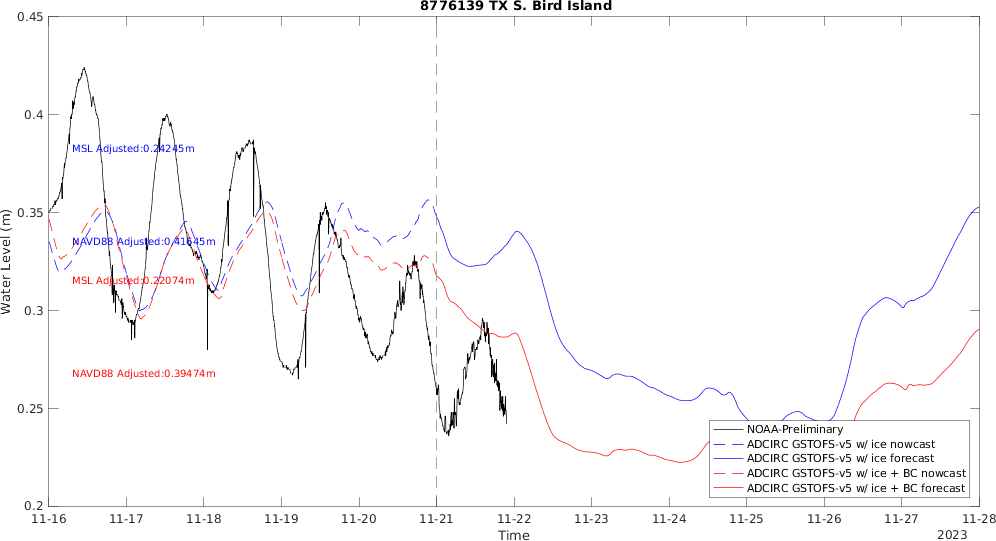 8776139 TX S. Bird Island
0.45
0.4
0.35
0.3
0.25
0.2
Water Level (m)
MSL Adjusted:0.24245m
NAVD88 Adjusted:0.41645m
MSL Adjusted:0.22074m
NAVD88 Adjusted:0.39474m
NOAA-Preliminary
ADCIRC GSTOFS-v5 w/ ice nowcast
ADCIRC GSTOFS-v5 w/ ice forecast
ADCIRC GSTOFS-v5 w/ ice + BC nowcast
ADCIRC GSTOFS-v5 w/ ice + BC forecast
11-16 11-17 11-18 11-19 11-20 11-21 11-22 11-23 11-24 11-25 11-26 11-27 11-28
Time
2023